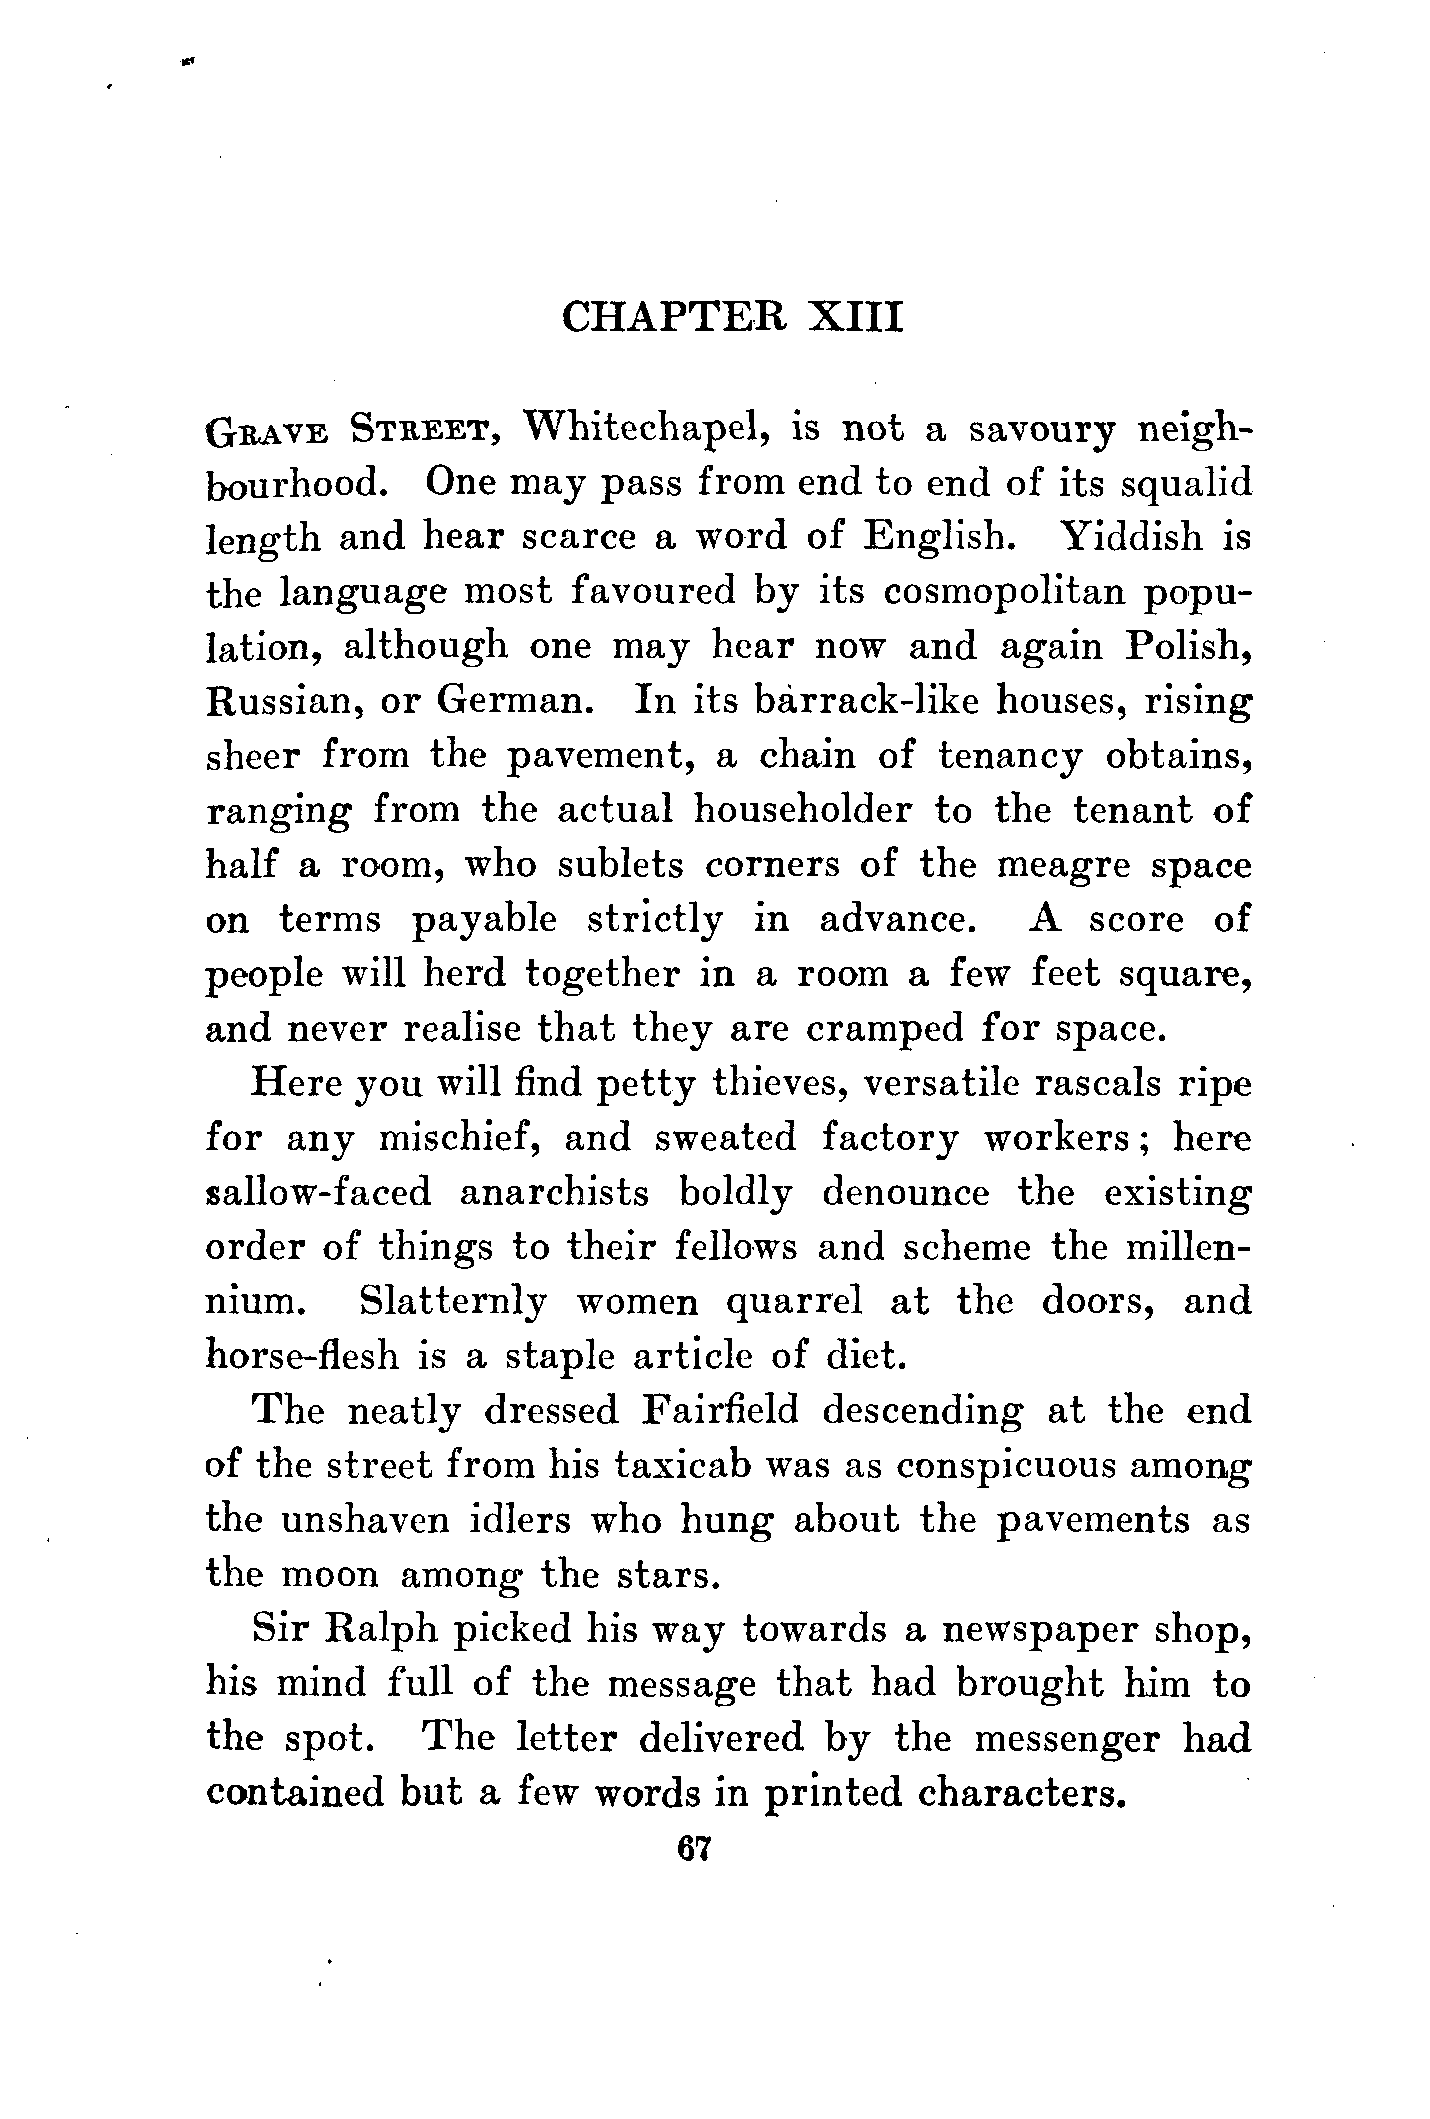 CHAPTER XIII
GRAVE STREET, Whitechapel, is not a savoury neigh-
bourhood. One may pass from end to end of its squalid
length and hear scarce a word of English. Yiddish is
the language most favoured by its cosmopolitan popu-
lation, although one may hear now and again Polish,
Russian, or German. In its barrack-like houses, rising
sheer from the pavement, a chain of tenancy obtains,
ranging from the actual householder to the tenant of
half a room, who sublets corners of the meagre space
on terms payable strictly in advance. A score of
people will herd together in a room a few feet square,
and never realise that they are cramped for space.
Here you will find petty thieves, versatile rascals ripe
for any mischief, and sweated factory workers; here
sallow-faced anarchists boldly denounce the existing
order of things to their fellows and scheme the millen-
nium. Slatternly women quarrel at the doors, and
horse-flesh is a staple article of diet.
The neatly dressed Fairfield descending at the end
of the street from his taxicab was as conspicuous among
the unshaven idlers who hung about the pavements as
the moon among the stars.
Sir Ralph picked his way towards a newspaper shop,
his mind full of the message that had brought him to
the spot. The letter delivered by the messenger had
contained but a few words in printed characters.
67